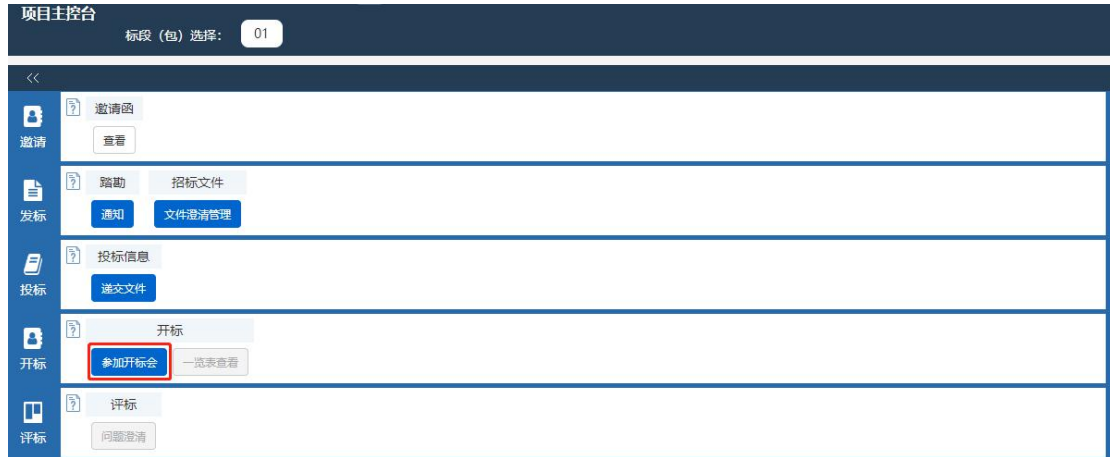 项目主控台
标段（包）选择： 01
<<
邀请
邀请函
查看
发标
踏勘 招标文件
通知 文件澄清管理
投标
投标信息
递交文件
开标
开标
参加开标会 一览表查看
评标
评标
问题澄清